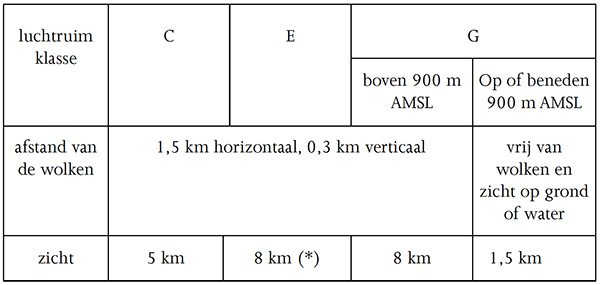 luchtruim
klasse
C
E
G
boven 900 m
AMSL
Op of beneden
900 m AMSL
afstand van
de wolken
1,5 km horizontaal, 0,3 km verticaal
vrij van
wolken en
zicht op grond
of water
zicht
5 km
8 km (*)
8 km
1,5 km